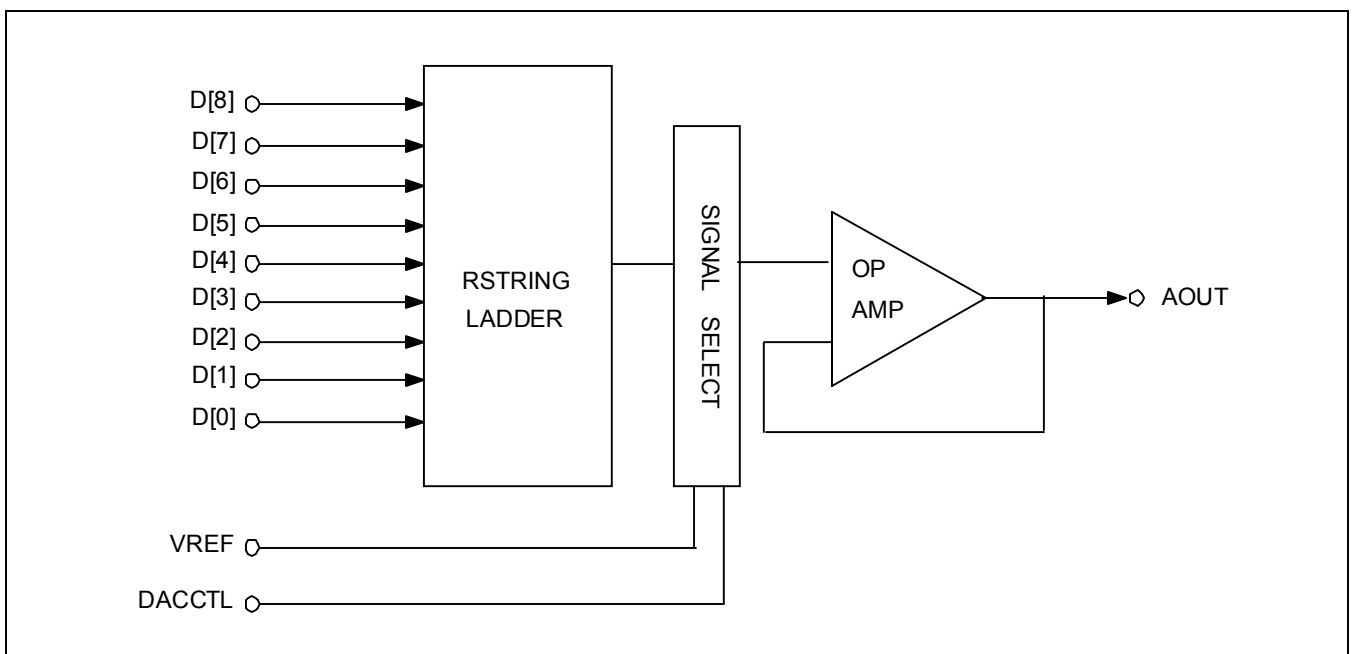 D[8]
D[7]
D[6]
D[5]
D[4]
D[3]
D[2]
D[1]
D[0]
RSTRING
LADDER
SIGNAL SELECT
OP
AMP
AOUT
VREF
DACCTL